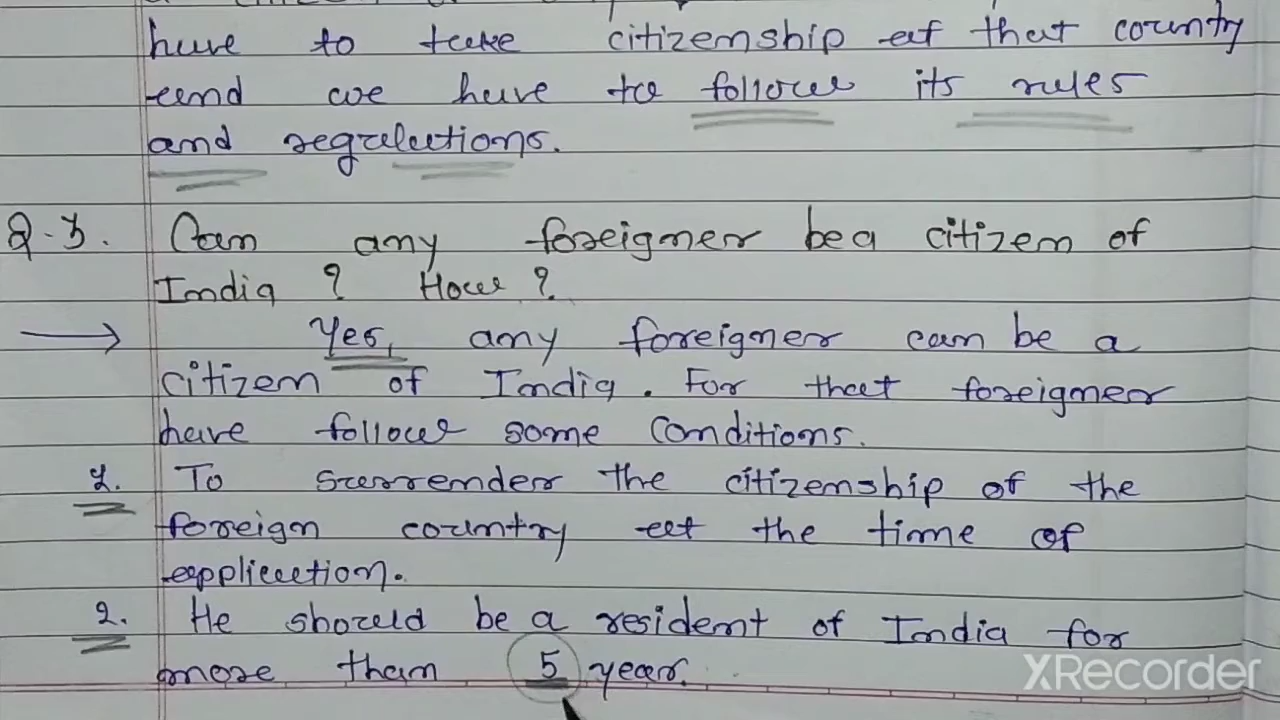 have to take citizenship of that country
and we have to follow its rules
and regulations.
Q.3. Can any foreigner be a citizen of
India ? How ?
→ Yes, any foreigner can be a
citizen of India. For that foreigner
have follow some conditions.
1. To surrender the citizenship of the
foreign country at the time of
application.
2. He should be a resident of India for
more than 5 year.
XRecorder